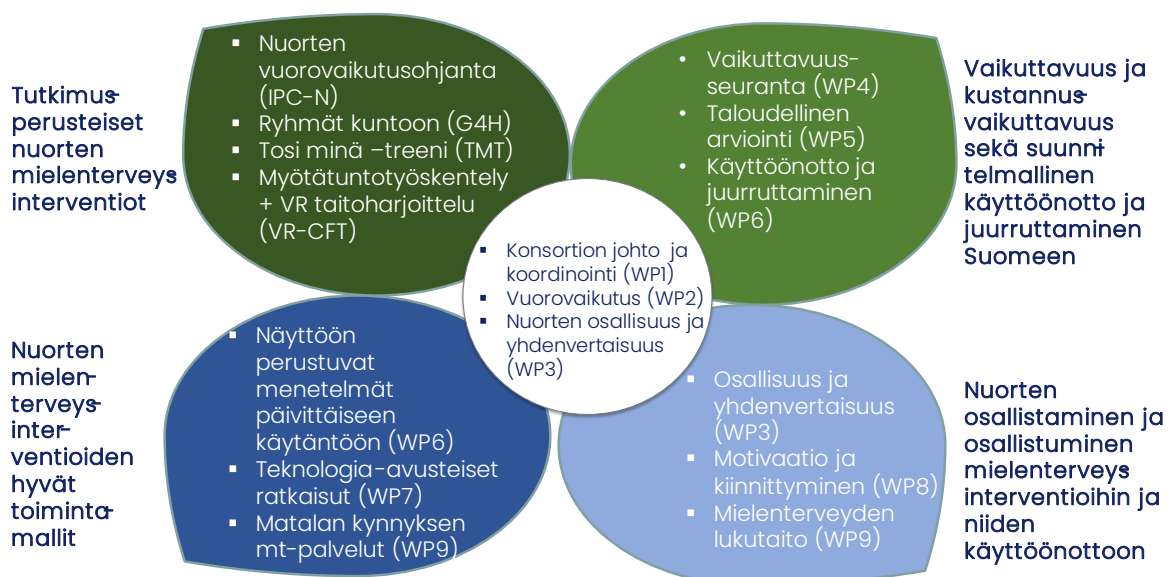 Tutkimus-
perusteiset
nuorten
mielenterveys-
interventiot
▪ Nuorten
vuorovaikutusohjanta
(IPC-N)
▪ Ryhmät kuntoon (G4H)
▪ Tosi minä –treeni (TMT)
▪ Myötätuntotyöskentely
+ VR taitoharjoittelu
(VR-CFT)
• Vaikuttavuus-
seuranta (WP4)
• Taloudellinen
arviointi (WP5)
• Käyttöönotto ja
juurruttaminen
(WP6)
Vaikuttavuus ja
kustannus-
vaikuttavuus
sekä suunni-
telmallinen
käyttöönotto ja
juurruttaminen
Suomeen
▪ Konsortion johto ja
koordinointi (WP1)
▪ Vuorovaikutus (WP2)
▪ Nuorten osallisuus ja
yhdenvertaisuus
(WP3)
Nuorten
mielen-
terveys-
inter-
ventioiden
hyvät
toiminta-
mallit
▪ Näyttöön
perustuvat
menetelmät
päivittäiseen
käytäntöön (WP6)
▪ Teknologia-avusteiset
ratkaisut (WP7)
▪ Matalan kynnyksen
mt-palvelut (WP9)
▪ Osallisuus ja
yhdenvertaisuus
(WP3)
▪ Motivaatio ja
kiinnittyminen (WP8)
▪ Mielenterveyden
lukutaito (WP9)
Nuorten
osallistaminen ja
osallistuminen
mielenterveys-
interventioihin ja
niiden
käyttöönottoon